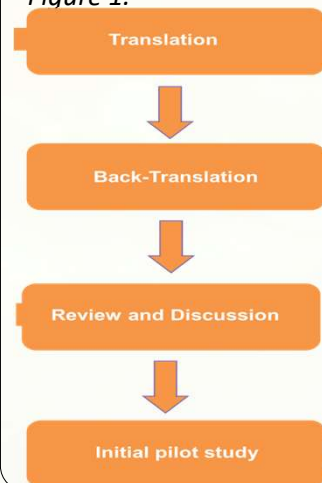 Figure 1.
Translation
Back-Translation
Review and Discussion
Initial pilot study